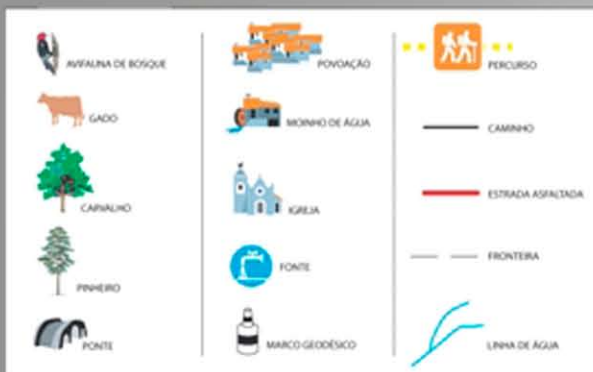 AVIFAUNA DE BOSQUE
GADO
CARVALHO
PINHEIRO
PONTE
POVOAÇÃO
MOINHO DE ÁGUA
IGREJA
FONTE
MARCO GEODÉSICO
PERCURSO
CAMINHO
ESTRADA ASFALTADA
FRONTEIRA
LINHA DE ÁGUA